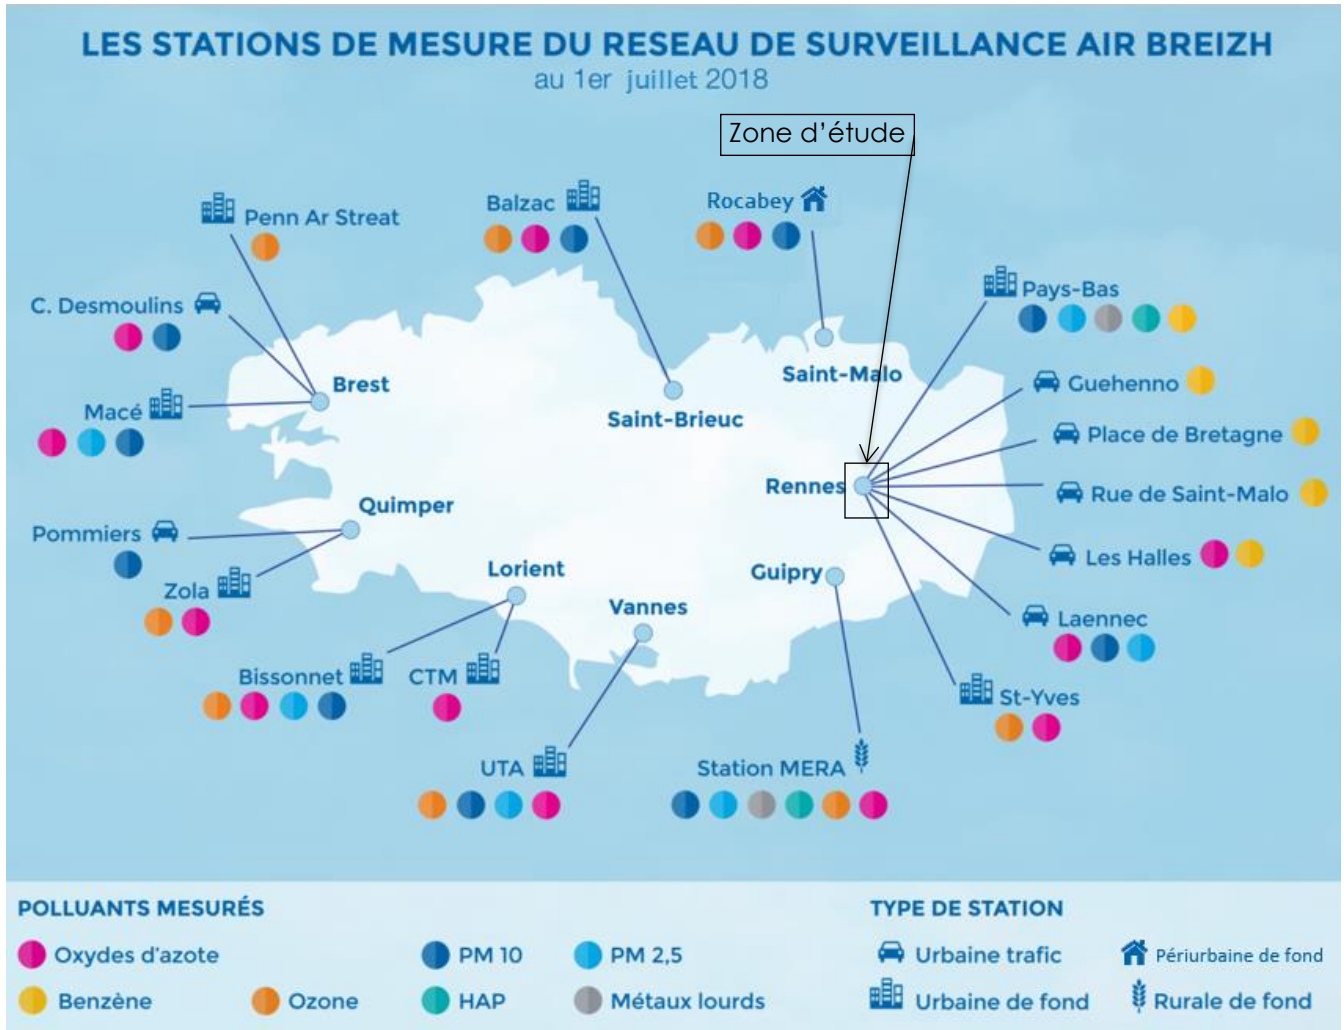 LES STATIONS DE MESURE DU RESEAU DE SURVEILLANCE AIR BREIZH
au 1er juillet 2018
Zone d'étude
Penn Ar Streat
Balzac
Rocabey
C. Desmoulins
Pays-Bas
Macé
Brest
Saint-Malo
Guehenno
Saint-Brieuc
Place de Bretagne
Rennes
Rue de Saint-Malo
Pommiers
Quimper
Les Halles
Zola
Lorient
Guipry
Vannes
Laennec
Bissonnet
CTM
St-Yves
UTA
Station MERA
POLLUANTS MESURÉS
Oxydes d'azote
PM 10
PM 2,5
Benzène
Ozone
HAP
Métaux lourds
TYPE DE STATION
Urbaine trafic
Périurbaine de fond
Urbaine de fond
Rurale de fond